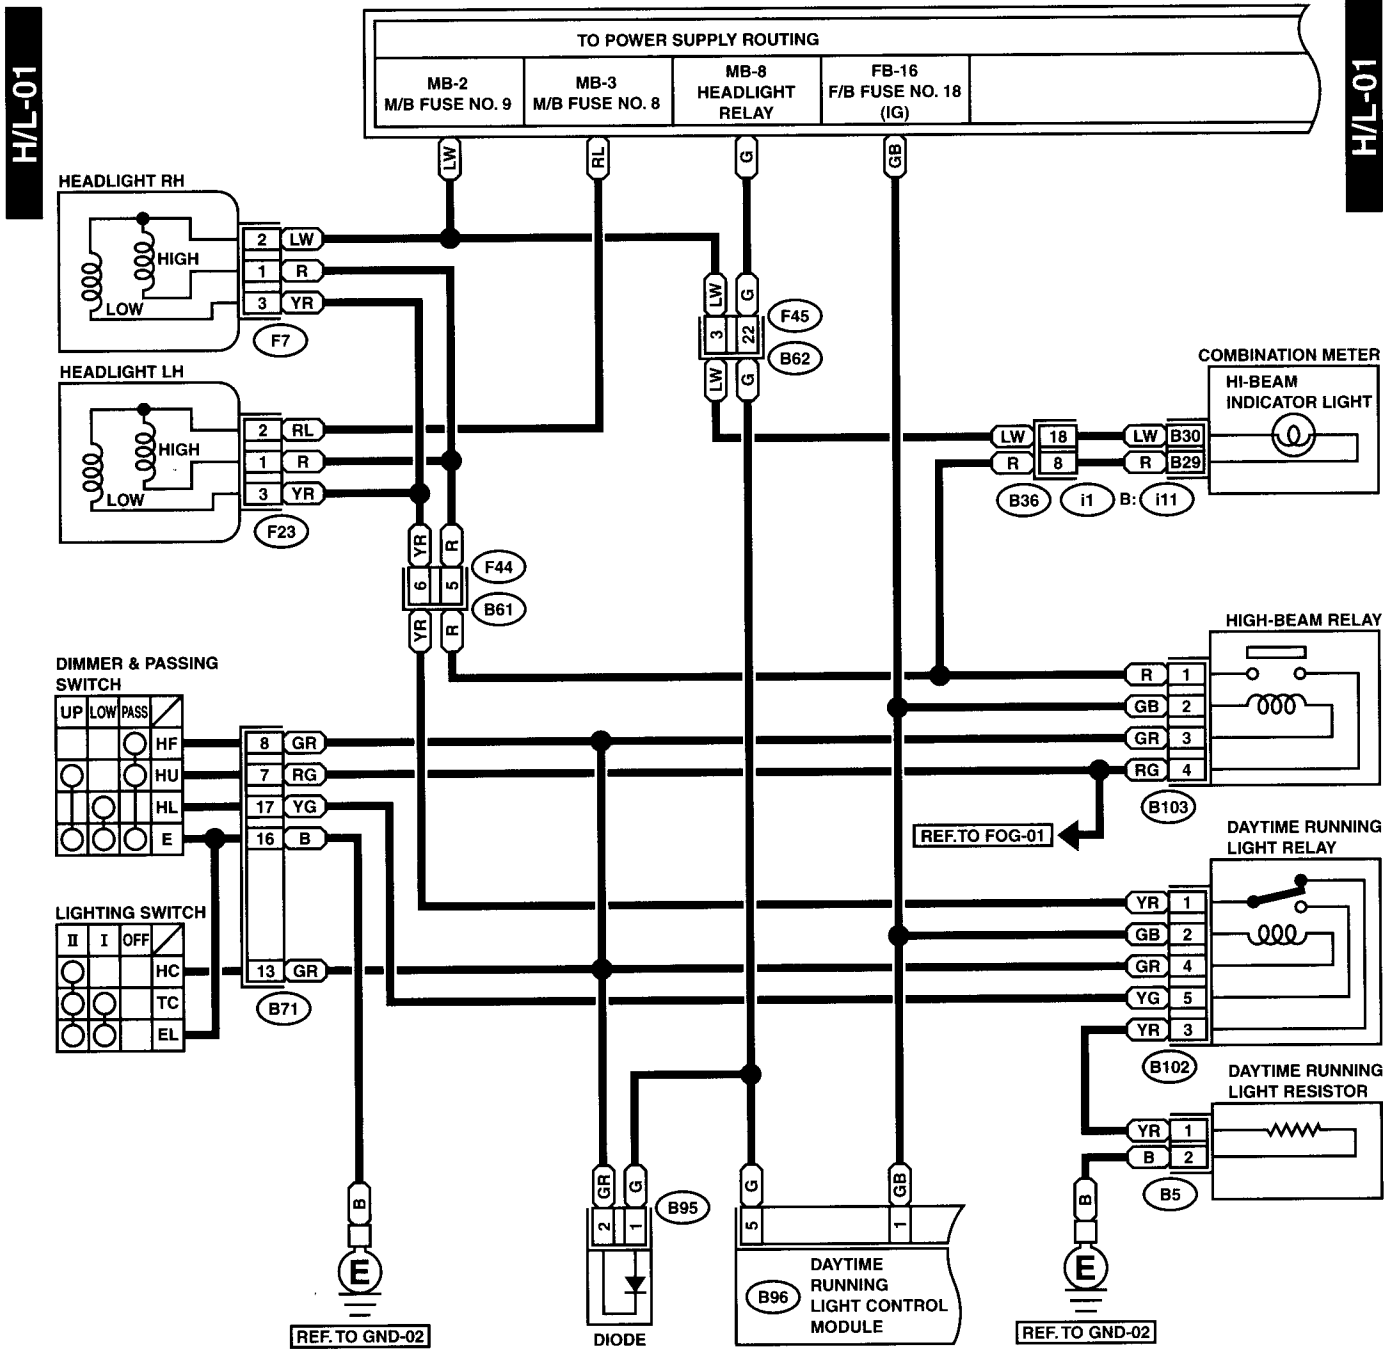 H/L-01
H/L-01
TO POWER SUPPLY ROUTING
MB-2
M/B FUSE NO. 9
MB-3
M/B FUSE NO. 8
MB-8
HEADLIGHT
RELAY
FB-16
F/B FUSE NO. 18
(IG)
LW
RL
G
GB
HEADLIGHT RH
HIGH
LOW
2 LW
1 R
3 YR
F7
LW
G
3
22
F45
B62
LW
G
HEADLIGHT LH
HIGH
LOW
2 RL
1 R
3 YR
F23
COMBINATION METER
HI-BEAM
INDICATOR LIGHT
LW 18 LW B30
R 8 R B29
B36
i1
B:
i11
YR
R
6
5
F44
B61
YR
R
HIGH-BEAM RELAY
R 1
GB 2
GR 3
RG 4
B103
DIMMER & PASSING
SWITCH
UP LOW PASS
HF
HU
HL
E
8 GR
7 RG
17 YG
16 B
13 GR
B71
REF. TO FOG-01
LIGHTING SWITCH
II I OFF
HC
TC
EL
DAYTIME RUNNING
LIGHT RELAY
YR 1
GB 2
GR 4
YG 5
YR 3
B102
DAYTIME RUNNING
LIGHT RESISTOR
YR 1
B 2
B5
B
E
REF. TO GND-02
GR
G
2
1
B95
DIODE
G
GB
5
1
B96
DAYTIME
RUNNING
LIGHT CONTROL
MODULE
B
E
REF. TO GND-02